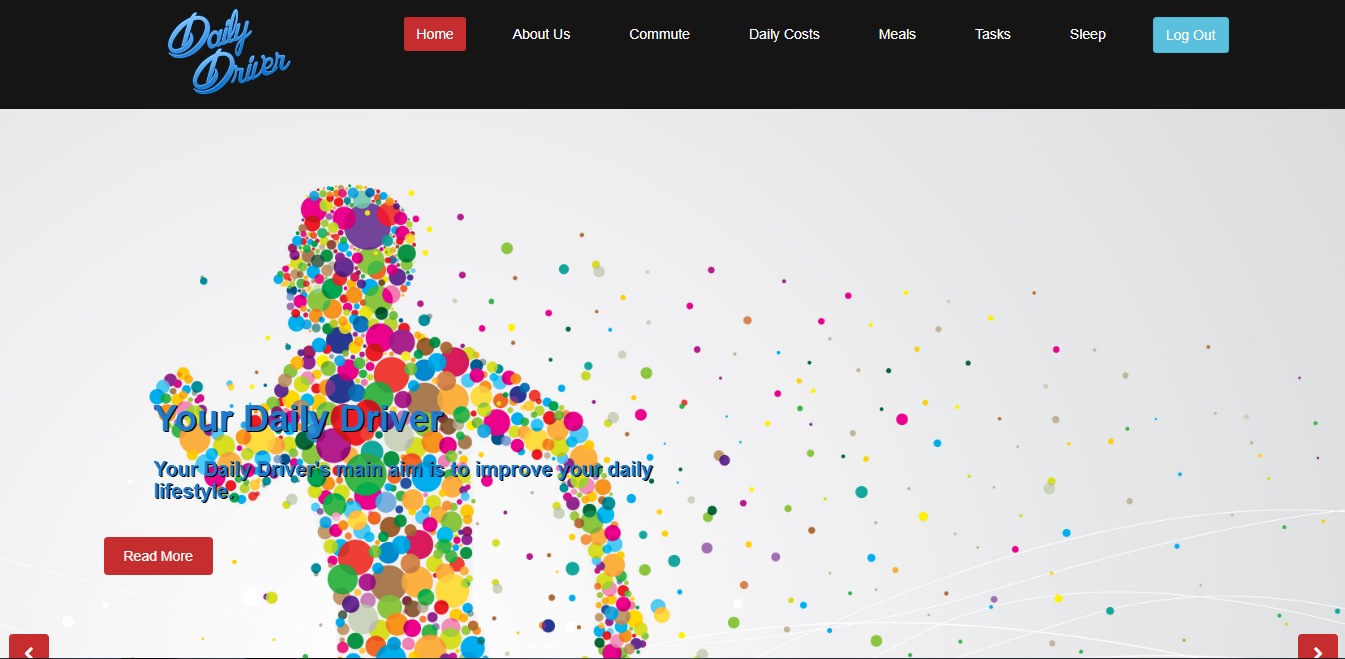 Daily
Driver
Home
About Us
Commute
Daily Costs
Meals
Tasks
Sleep
Log Out
Your Daily Driver
Your Daily Driver's main aim is to improve your daily
lifestyle.
Read More